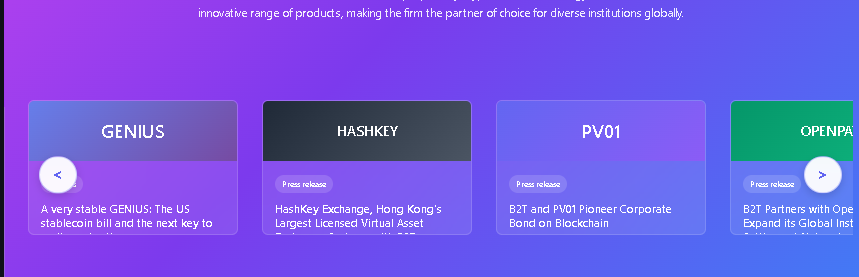 innovative range of products, making the firm the partner of choice for diverse institutions globally.
GENIUS
A very stable GENIUS: The US
stablecoin bill and the next key to
HASHKEY
Press release
HashKey Exchange, Hong Kong's
Largest Licensed Virtual Asset
PV01
Press release
B2T and PV01 Pioneer Corporate
Bond on Blockchain
OPENPA
Press release
B2T Partners with Ope
Expand its Global Inst
<
>